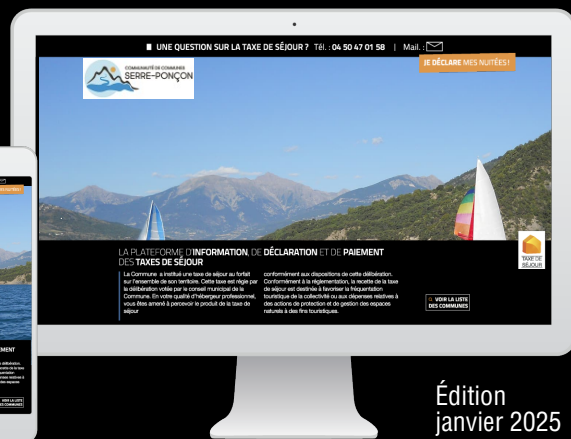 UNE QUESTION SUR LA TAXE DE SÉJOUR ? Tél. : 04 50 47 01 58 | Mail. :
JE DÉCLARE MES NUITÉES !
COMMUNAUTÉ DE COMMUNES
SERRE-PONÇON
LA PLATEFORME D'INFORMATION, DE DÉCLARATION ET DE PAIEMENT
DES TAXES DE SÉJOUR
La Commune a institué une taxe de séjour au forfait
sur l'ensemble de son territoire. Cette taxe est régie par
la délibération votée par le conseil municipal de la
Commune. En votre qualité d'hébergeur professionnel,
vous êtes amené à percevoir le produit de la taxe de
séjour
conformément aux dispositions de cette délibération.
Conformément à la réglementation, la recette de la taxe
de séjour est destinée à favoriser la fréquentation
touristique de la collectivité ou aux dépenses relatives à
des actions de protection et de gestion des espaces
naturels à des fins touristiques.
TAXE DE
SÉJOUR
VOIR LA LISTE
DES COMMUNES
EMENT
VOIR LA LISTE
DES COMMUNES
Édition
janvier 2025